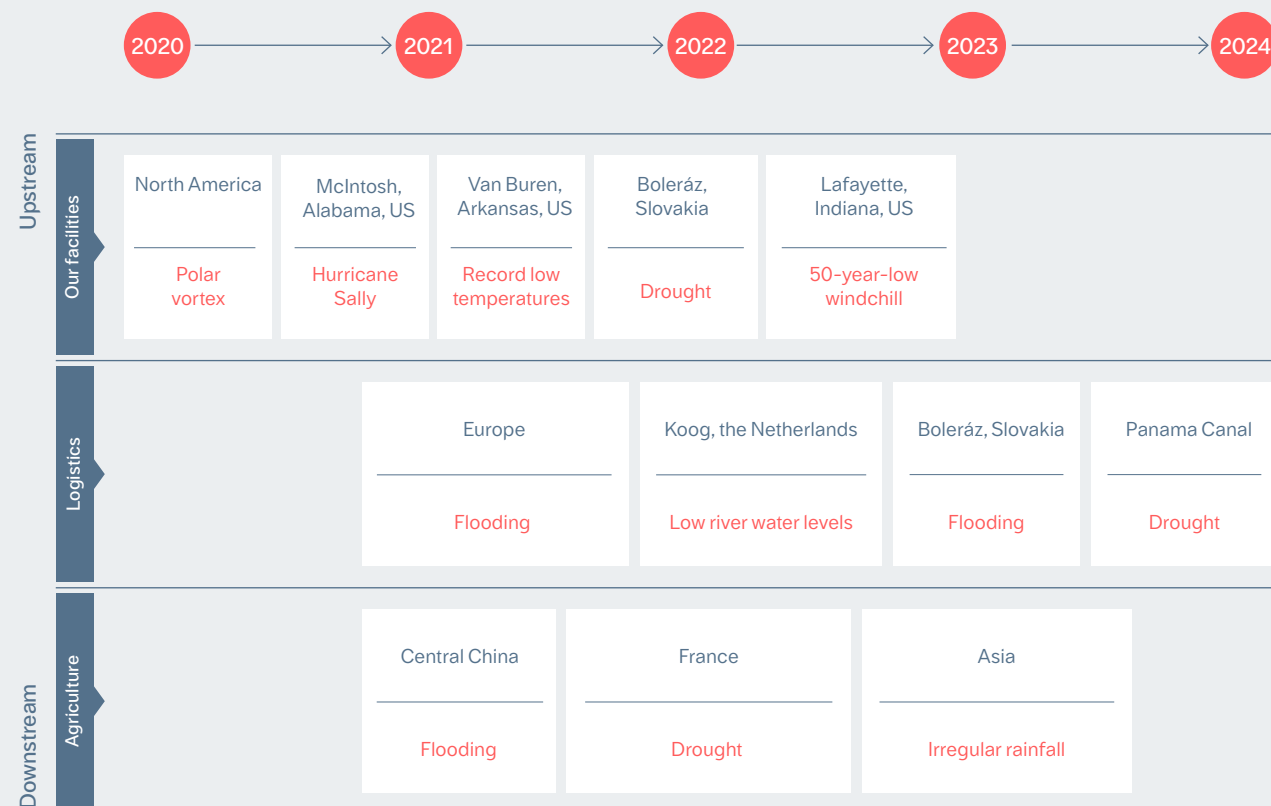 2020
2021
2022
2023
2024
Upstream
Our facilities
North America
Polar
vortex
McIntosh,
Alabama, US
Hurricane
Sally
Van Buren,
Arkansas, US
Record low
temperatures
Boleráz,
Slovakia
Drought
Lafayette,
Indiana, US
50-year-low
windchill
Logistics
Europe
Flooding
Koog, the Netherlands
Low river water levels
Boleráz, Slovakia
Flooding
Panama Canal
Drought
Downstream
Agriculture
Central China
Flooding
France
Drought
Asia
Irregular rainfall